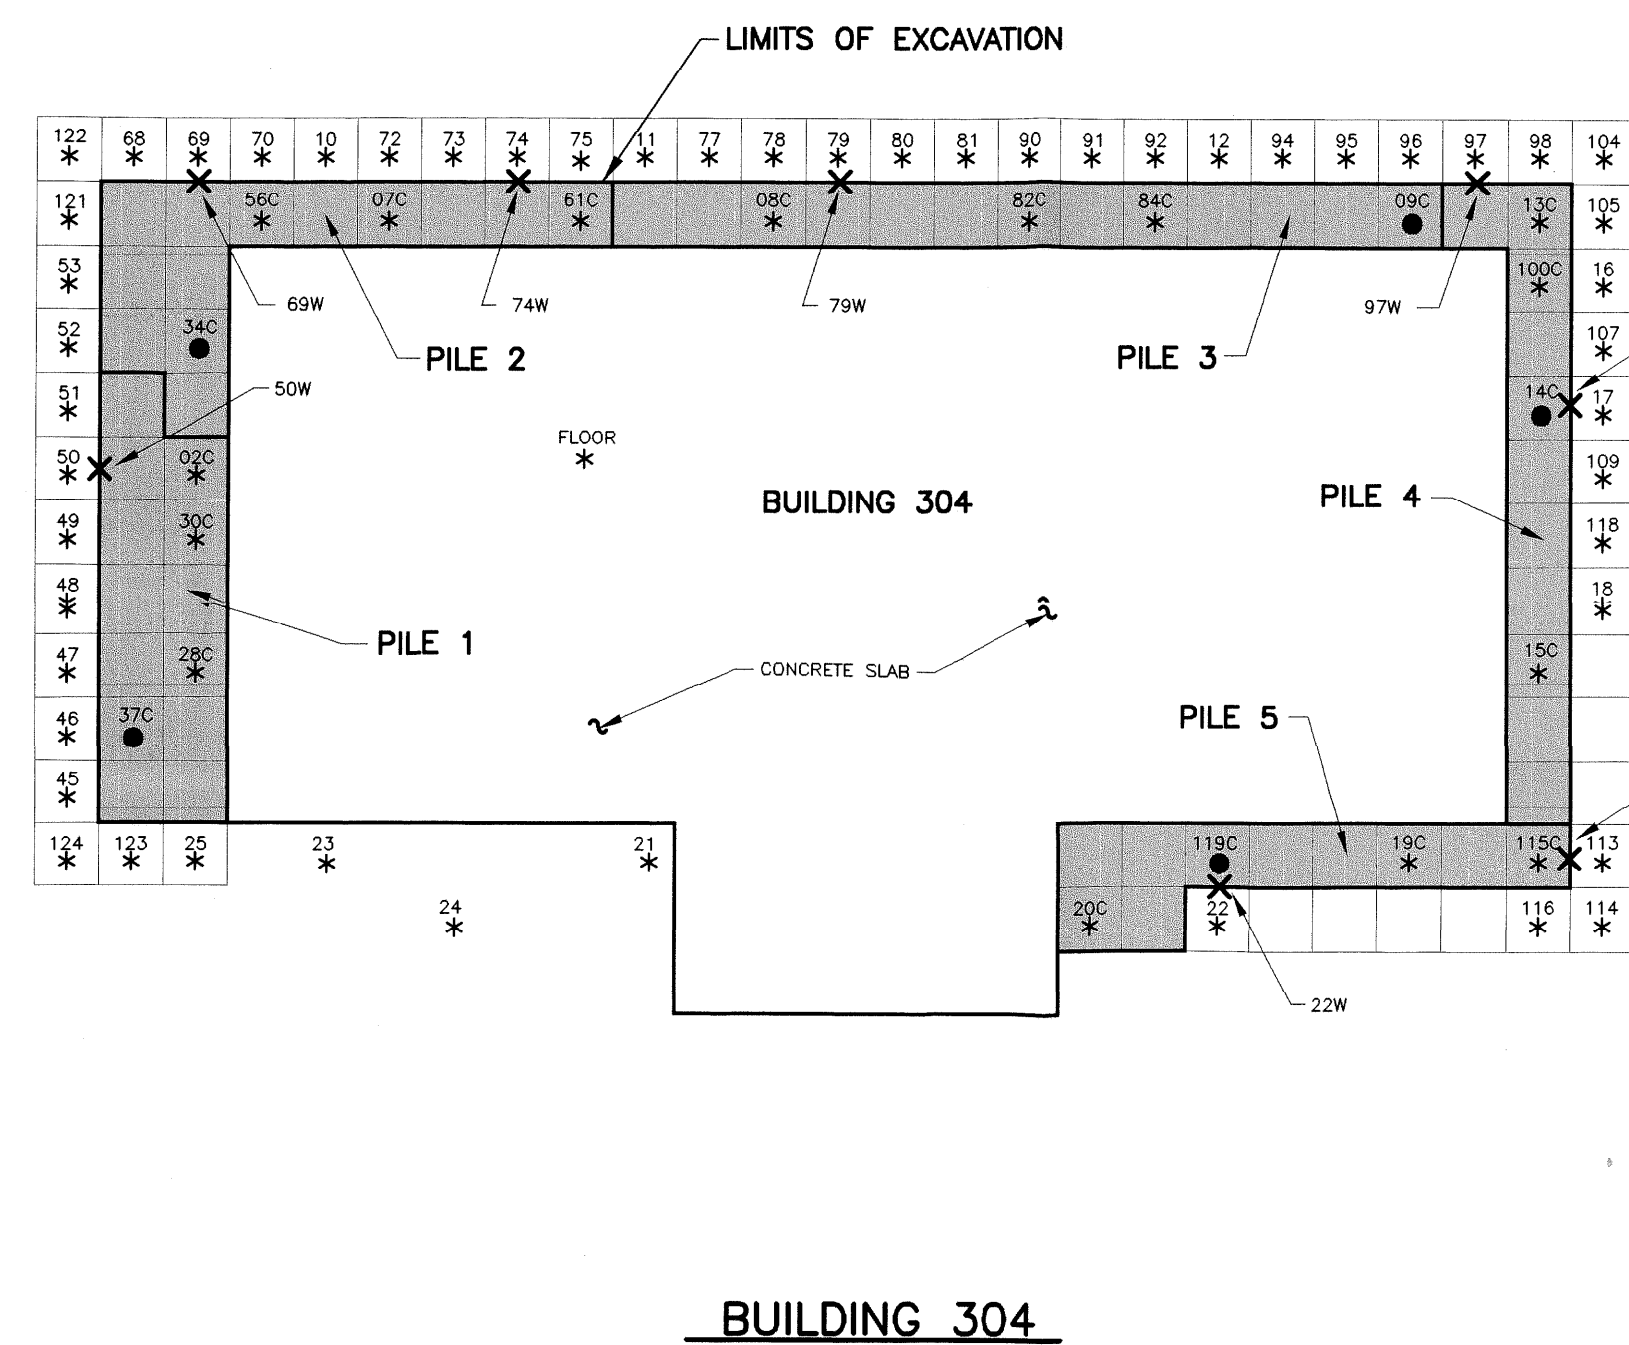 LIMITS OF EXCAVATION
122 68 69 70 10 72 73 74 75 11 77 78 79 80 81 90 91 92 12 94 95 96 97 98 104
121 56C 07C 61C 08C 82C 84C 09C 13C 105
53 100C 16
69W 74W 79W 97W
52 34C 107
PILE 2 PILE 3
51 50W 14C 17
FLOOR
50 02C 109
BUILDING 304 PILE 4
49 30C 118
48 18
PILE 1
47 28C CONCRETE SLAB 15C
46 37C PILE 5
45
124 123 25 23 21 119C 19C 115C 113
24 20C 22 116 114
22W
BUILDING 304